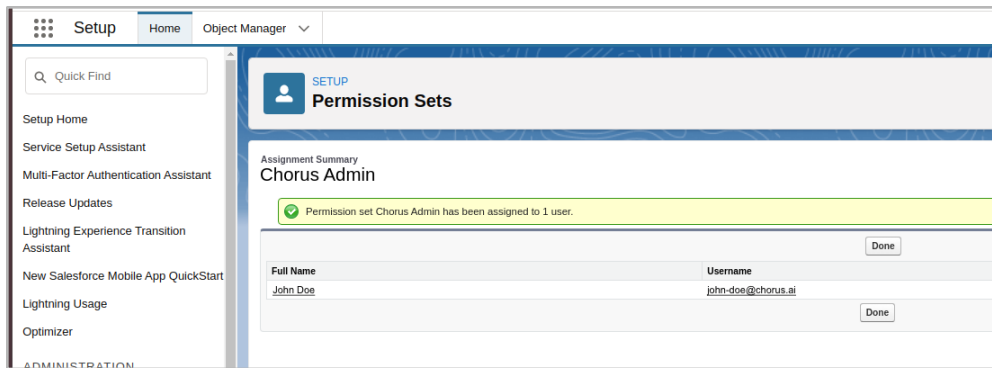 Setup
Home
Object Manager
Quick Find
Setup Home
Service Setup Assistant
Multi-Factor Authentication Assistant
Release Updates
Lightning Experience Transition
Assistant
New Salesforce Mobile App QuickStart
Lightning Usage
Optimizer
ADMINISTRATION
SETUP
Permission Sets
Assignment Summary
Chorus Admin
Permission set Chorus Admin has been assigned to 1 user.
Done
Full Name Username
John Doe john-doe@chorus.ai
Done